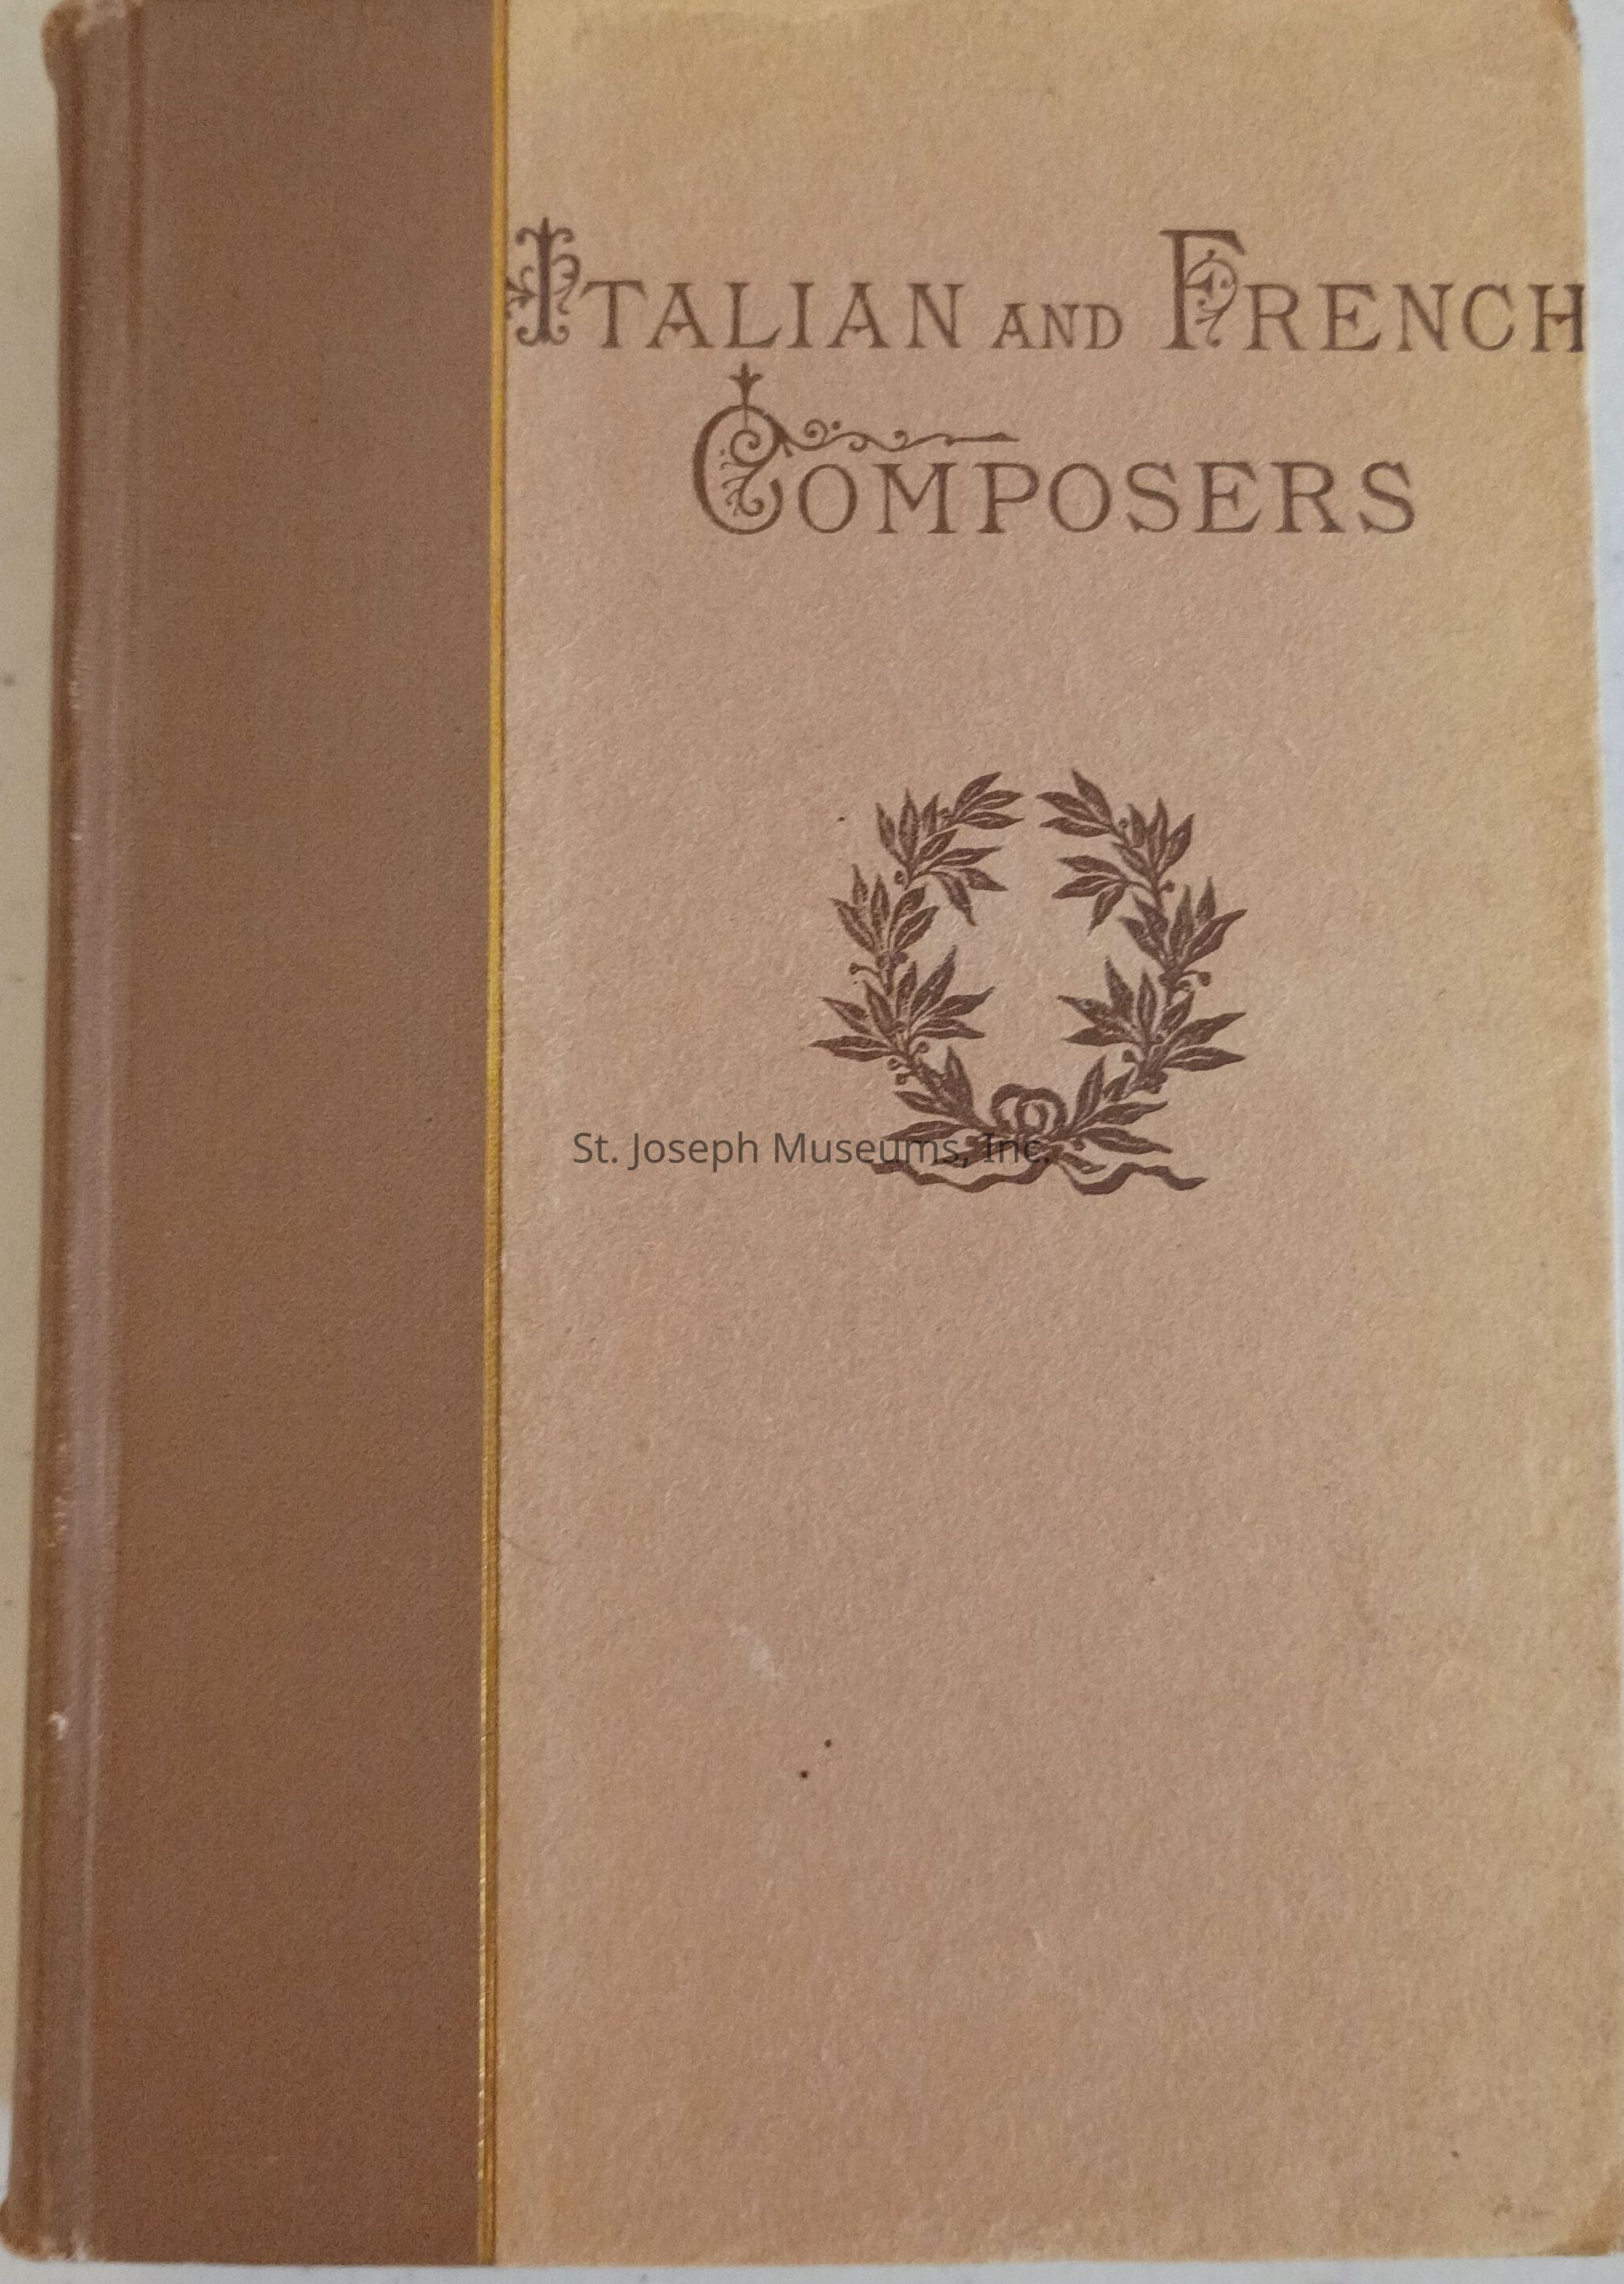 ITALIAN AND FRENCH
COMPOSERS
St. Joseph Museums, Inc.